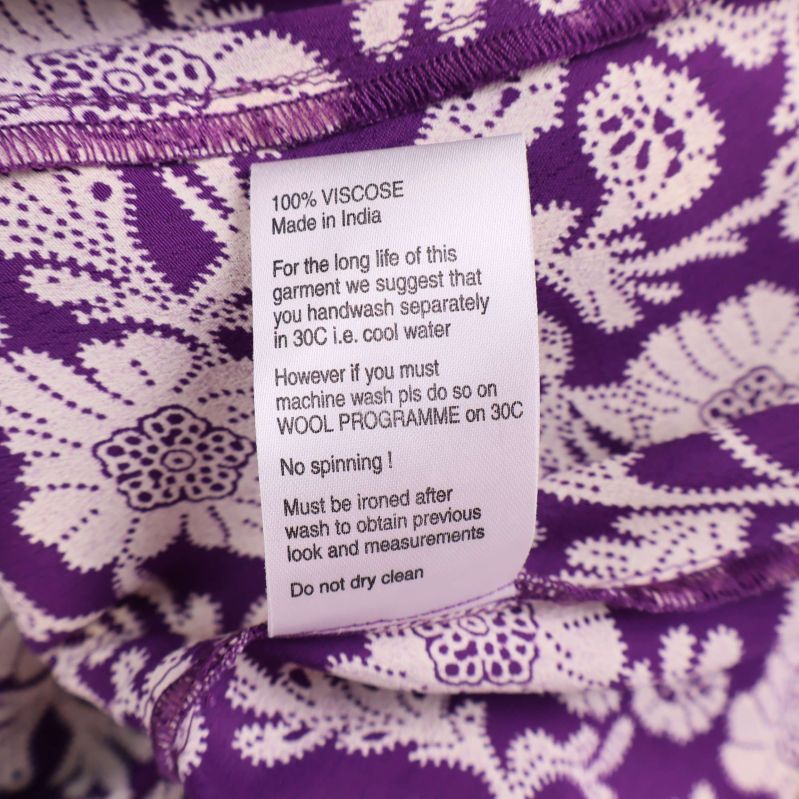 100% VISCOSE
Made in India
For the long life of this
garment we suggest that
you handwash separately
in 30C i.e. cool water
However if you must
machine wash pls do so on
WOOL PROGRAMME on 30C
No spinning !
Must be ironed after
wash to obtain previous
look and measurements
Do not dry clean